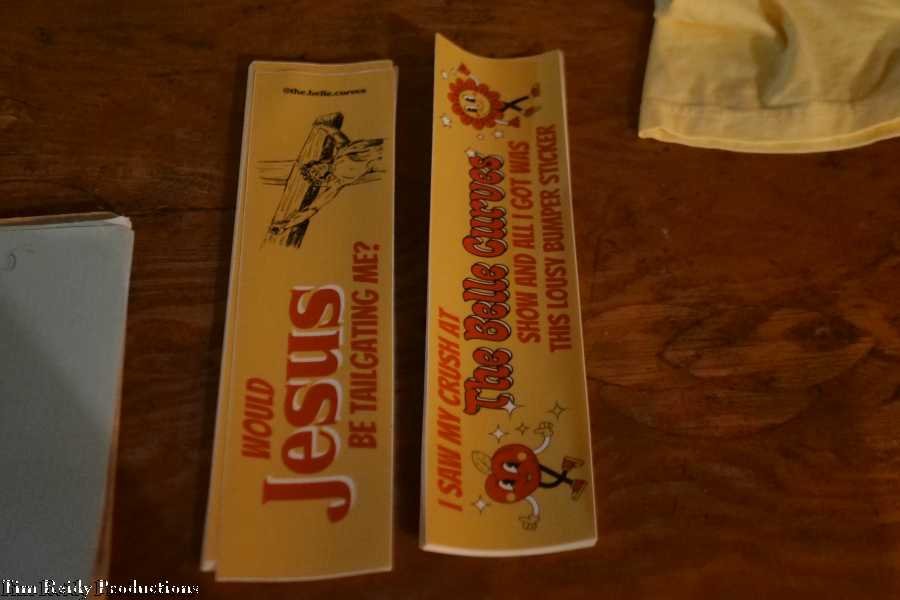 @the.belle.curves
WOULD
Jesus
BE TAILGATING ME?
I SAW MY CRUSH AT
The Belle Curves
SHOW AND ALL I GOT WAS
THIS LOUSY BUMPER STICKER
Tim Reidy Productions